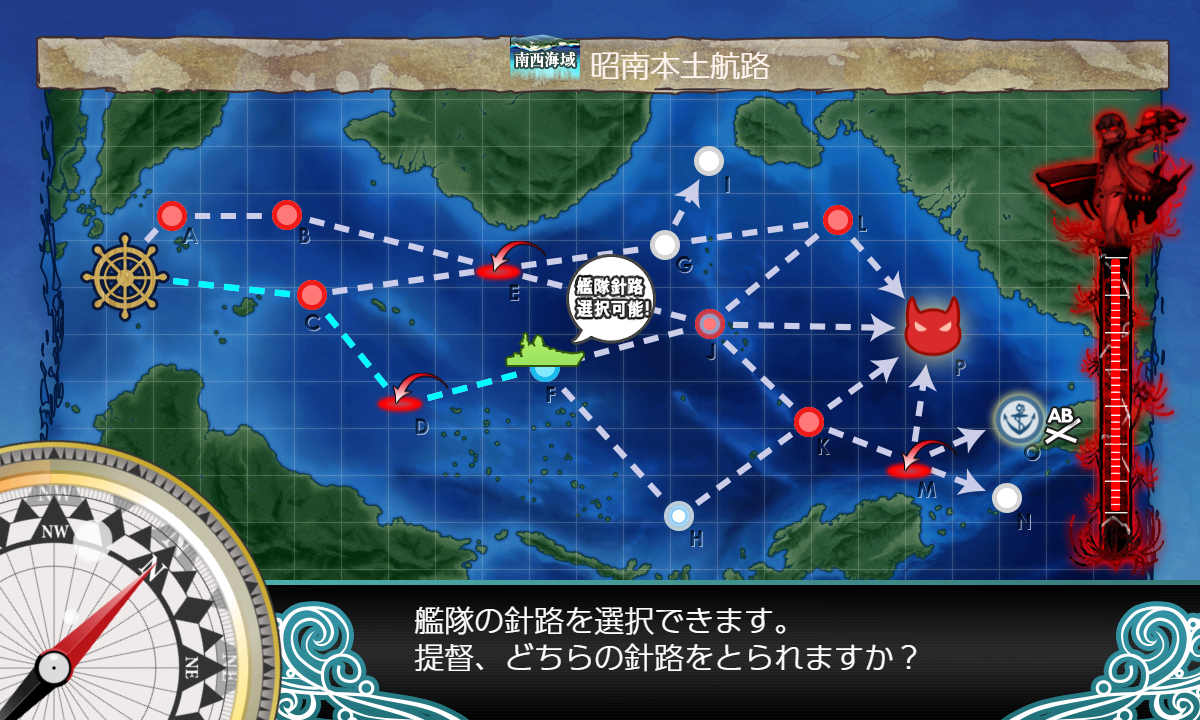 南西海域 昭南本土航路
I
A
B
L
G
E
艦隊針路
選択可能!
C
J
P
F
D
AB
O
K
M
N
H
NW
NW
N
NE
艦隊の針路を選択できます。
提督、どちらの針路をとられますか？